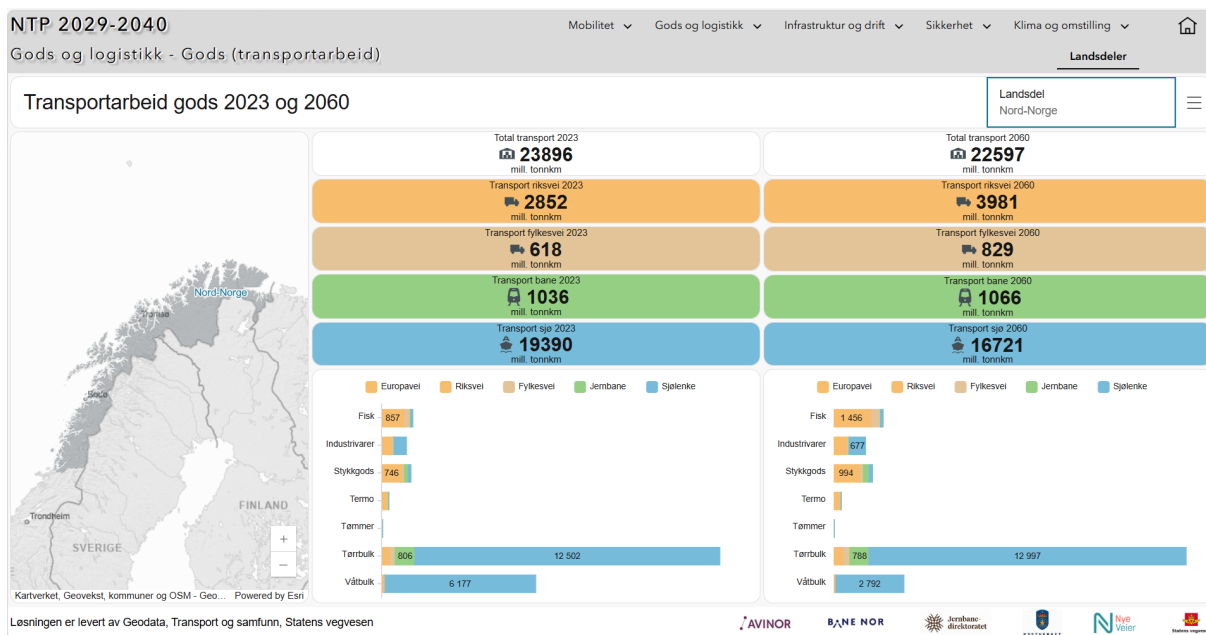 NTP 2029-2040
Mobilitet
Gods og logistikk
Infrastruktur og drift
Sikkerhet
Klima og omstilling
Gods og logistikk - Gods (transportarbeid)
Landsdeler
Transportarbeid gods 2023 og 2060
Landsdel
Nord-Norge
Total transport 2023
23896
mill. tonnkm
Total transport 2060
22597
mill. tonnkm
Transport riksvei 2023
2852
mill. tonnkm
Transport riksvei 2060
3981
mill. tonnkm
Transport fylkesvei 2023
618
mill. tonnkm
Transport fylkesvei 2060
829
mill. tonnkm
Transport bane 2023
1036
mill. tonnkm
Transport bane 2060
1066
mill. tonnkm
Transport sjø 2023
19390
mill. tonnkm
Transport sjø 2060
16721
mill. tonnkm
Nord-Norge
Tromsø
Bodø
Trondheim
SVERIGE
FINLAND
+
−
Kartverket, Geovekst, kommuner og OSM - Geo... Powered by Esri
Europavei Riksvei Fylkesvei Jernbane Sjølenke
Fisk 857
Industrivarer
Stykkgods 746
Termo
Tømmer
Tørrbulk 806 12 502
Våtbulk 6 177
Europavei Riksvei Fylkesvei Jernbane Sjølenke
Fisk 1 456
Industrivarer 677
Stykkgods 994
Termo
Tømmer
Tørrbulk 788 12 997
Våtbulk 2 792
Løsningen er levert av Geodata, Transport og samfunn, Statens vegvesen
AVINOR
BANE NOR
Jernbane-
direktoratet
KYSTVERKET
Nye
Veier
Statens vegvesen